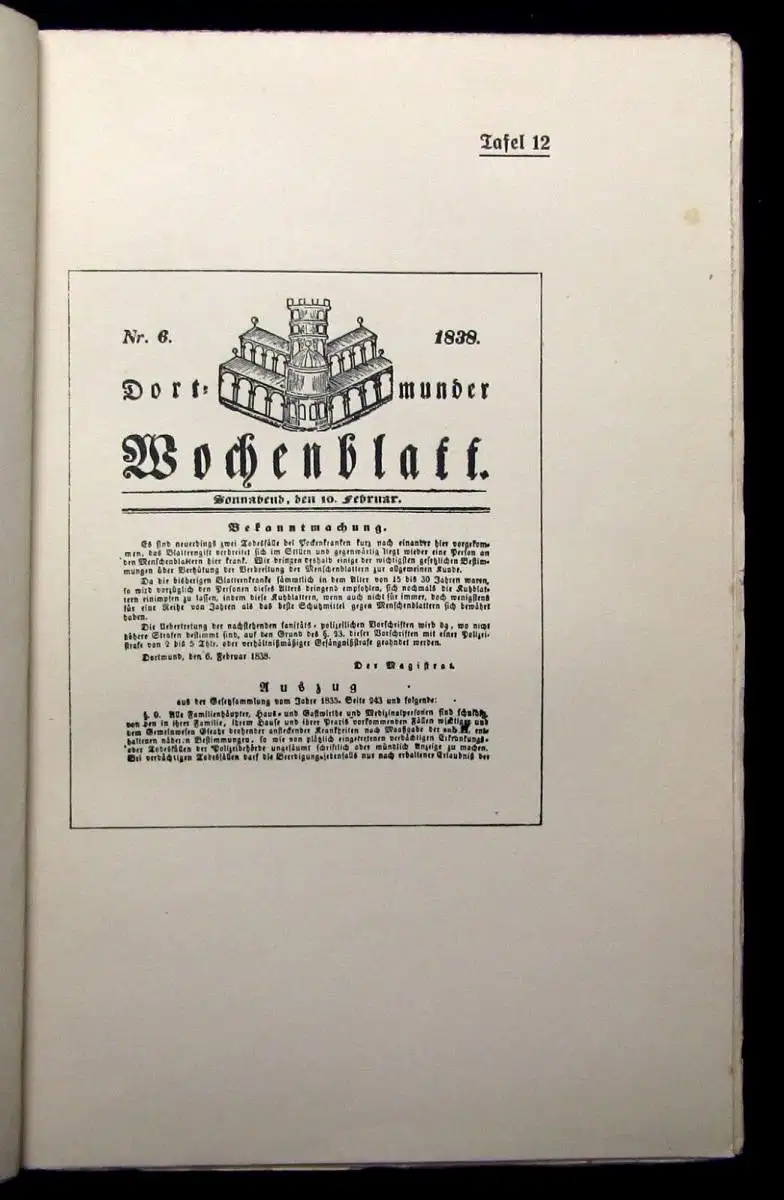 Tafel 12
Nr. 6.
1838.
Dort-
munder
Wochenblatt.
Sonnabend, den 10. Februar.
Bekanntmachung.
Es sind neuerdings zwei Todesfälle bei Pockenkranken kurz nach einander hier vorgekom-
men, das Blatterngift verbreitet sich im Stillen und gegenwärtig liegt wieder eine Person an
den Menschenblattern hier krank. Wir bringen deshalb einige der wichtigsten gesetzlichen Bestim-
mungen über Verhütung der Verbreitung der Menschenblattern zur allgemeinen Kunde.
Da die bisherigen Blatternkranke sämmtlich in dem Alter von 15 bis 30 Jahren waren,
so wird vorzüglich den Personen dieses Alters dringend empfohlen, sich nochmals die Kuhblat-
tern einimpfen zu lassen, indem diese Kuhblattern, wenn auch nicht für immer, doch wenigstens
für eine Reihe von Jahren als das beste Schutzmittel gegen Menschenblattern sich bewährt
haben.
Die Uebertretung der nachstehenden sanitäts-polizeilichen Vorschriften wird da, wo nicht
höhere Strafen bestimmt sind, auf den Grund des §. 23. dieser Vorschriften mit einer Polizei-
strafe von 2 bis 5 Thlr. oder verhältnißmäßiger Gefängnißstrafe geahndet werden.
Dortmund, den 6. Februar 1838.
Der Magistrat.
Auszug
aus der Gesetzsammlung vom Jahre 1835. Seite 243 und folgende:
§. 9. Alle Familienhäupter, Haus- und Gastwirthe und Medizinalpersonen sind schuldig,
von den in ihrer Familie, ihrem Hause und ihrer Praxis vorkommenden Fällen wichtiger und
dem Gemeinwesen Gefahr drohender ansteckender Krankheiten nach Maaßgabe der ent-
haltenen nähern Bestimmungen, so wie von plötzlich eingetretenen verdächtigen Erkrankungs-
oder Todesfällen der Polizeibehörde ungesäumt schriftlich oder mündlich Anzeige zu machen.
Bei verdächtigen Todesfällen darf die Beerdigung jedenfalls nur nach erhaltener Erlaubniß der